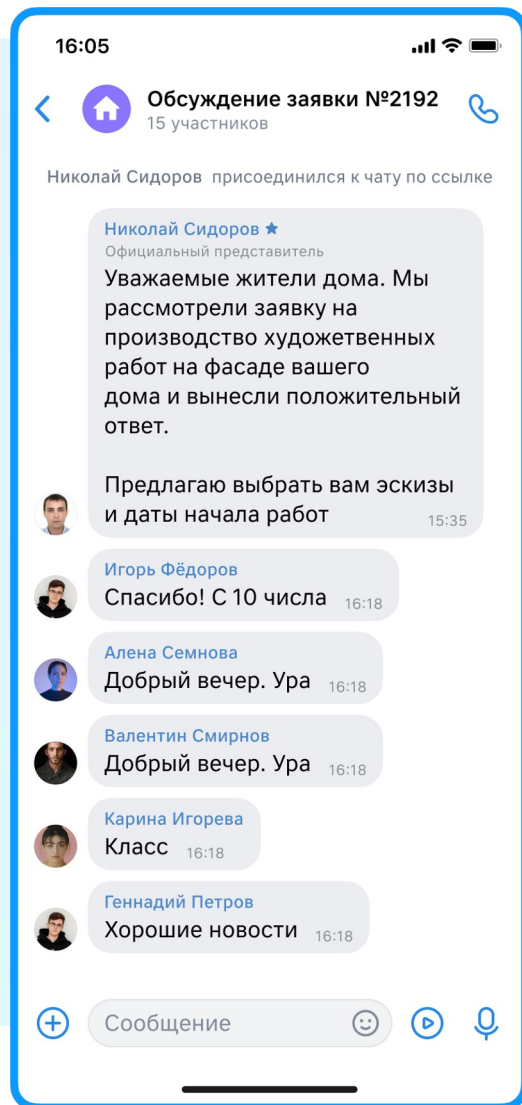 16:05
Обсуждение заявки №2192
15 участников
Николай Сидоров присоединился к чату по ссылке
Николай Сидоров
Официальный представитель
Уважаемые жители дома. Мы
рассмотрели заявку на
производство художетвенных
работ на фасаде вашего
дома и вынесли положительный
ответ.
Предлагаю выбрать вам эскизы
и даты начала работ 15:35
Игорь Фёдоров
Спасибо! С 10 числа 16:18
Алена Семнова
Добрый вечер. Ура 16:18
Валентин Смирнов
Добрый вечер. Ура 16:18
Карина Игорева
Класс 16:18
Геннадий Петров
Хорошие новости 16:18
Сообщение